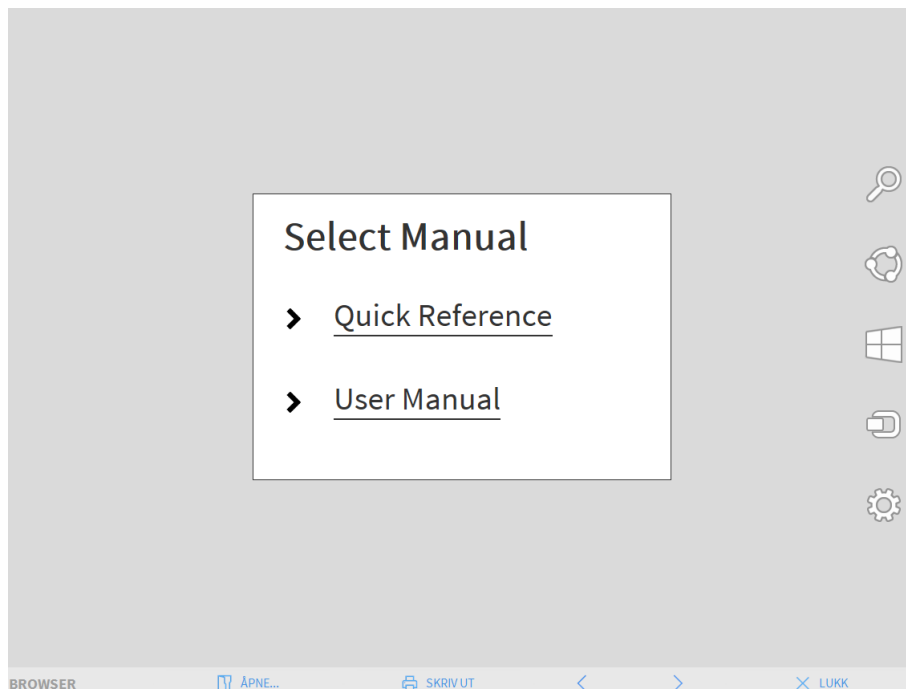 Select Manual
Quick Reference
User Manual
BROWSER ÅPNE... SKRIV UT LUKK